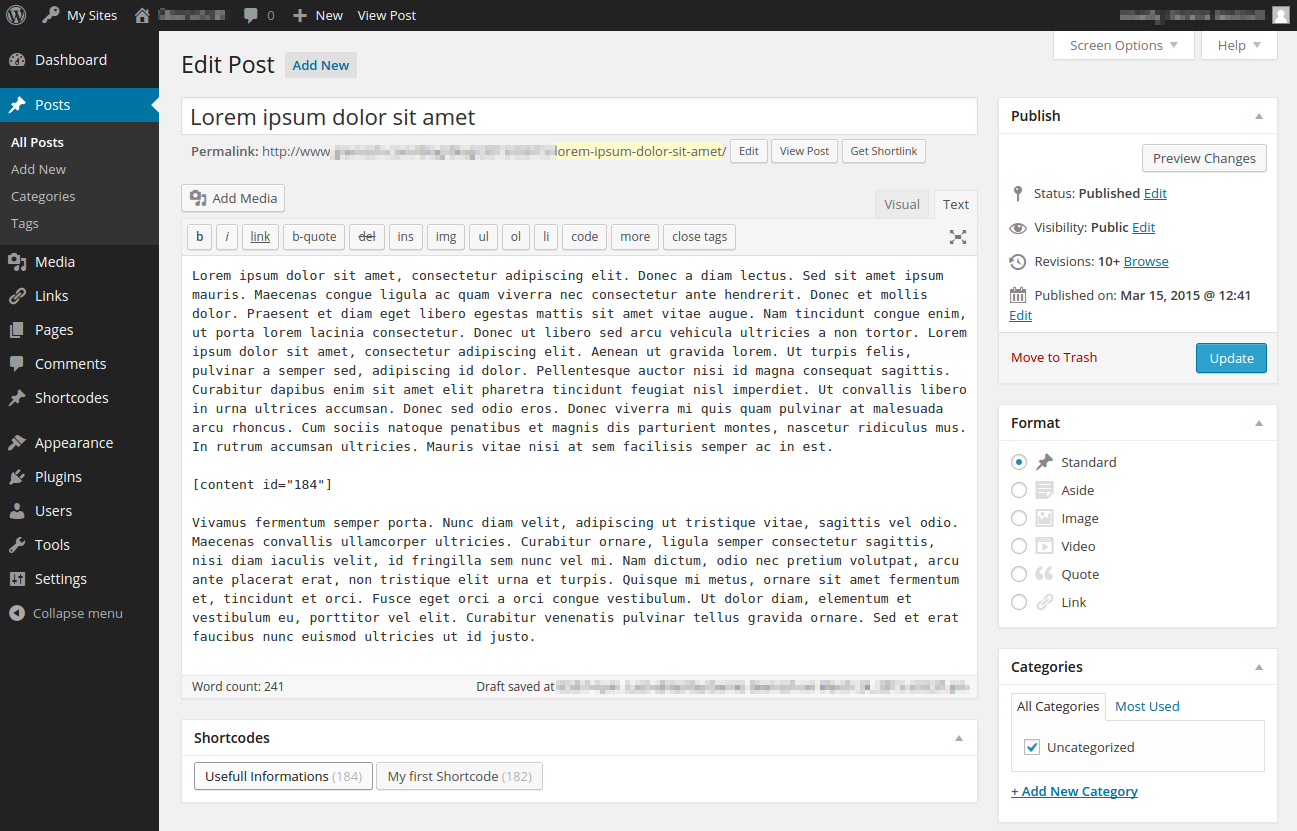 My Sites
0
New
View Post
Dashboard
Posts
All Posts
Add New
Categories
Tags
Media
Links
Pages
Comments
Shortcodes
Appearance
Plugins
Users
Tools
Settings
Collapse menu
Screen Options
Help
Edit Post
Add New
Lorem ipsum dolor sit amet
Permalink: http://www. lorem-ipsum-dolor-sit-amet/ Edit View Post Get Shortlink
Add Media
Visual
Text
b i link b-quote del ins img ul ol li code more close tags
Lorem ipsum dolor sit amet, consectetur adipiscing elit. Donec a diam lectus. Sed sit amet ipsum
mauris. Maecenas congue ligula ac quam viverra nec consectetur ante hendrerit. Donec et mollis
dolor. Praesent et diam eget libero egestas mattis sit amet vitae augue. Nam tincidunt congue enim,
ut porta lorem lacinia consectetur. Donec ut libero sed arcu vehicula ultricies a non tortor. Lorem
ipsum dolor sit amet, consectetur adipiscing elit. Aenean ut gravida lorem. Ut turpis felis,
pulvinar a semper sed, adipiscing id dolor. Pellentesque auctor nisi id magna consequat sagittis.
Curabitur dapibus enim sit amet elit pharetra tincidunt feugiat nisl imperdiet. Ut convallis libero
in urna ultrices accumsan. Donec sed odio eros. Donec viverra mi quis quam pulvinar at malesuada
arcu rhoncus. Cum sociis natoque penatibus et magnis dis parturient montes, nascetur ridiculus mus.
In rutrum accumsan ultricies. Mauris vitae nisi at sem facilisis semper ac in est.
[content id="184"]
Vivamus fermentum semper porta. Nunc diam velit, adipiscing ut tristique vitae, sagittis vel odio.
Maecenas convallis ullamcorper ultricies. Curabitur ornare, ligula semper consectetur sagittis,
nisi diam iaculis velit, id fringilla sem nunc vel mi. Nam dictum, odio nec pretium volutpat, arcu
ante placerat erat, non tristique elit urna et turpis. Quisque mi metus, ornare sit amet fermentum
et, tincidunt et orci. Fusce eget orci a orci congue vestibulum. Ut dolor diam, elementum et
vestibulum eu, porttitor vel elit. Curabitur venenatis pulvinar tellus gravida ornare. Sed et erat
faucibus nunc euismod ultricies ut id justo.
Word count: 241
Draft saved at
Shortcodes
Usefull Informations (184)
My first Shortcode (182)
Publish
Preview Changes
Status: Published Edit
Visibility: Public Edit
Revisions: 10+ Browse
Published on: Mar 15, 2015 @ 12:41
Edit
Move to Trash
Update
Format
Standard
Aside
Image
Video
Quote
Link
Categories
All Categories
Most Used
Uncategorized
+ Add New Category